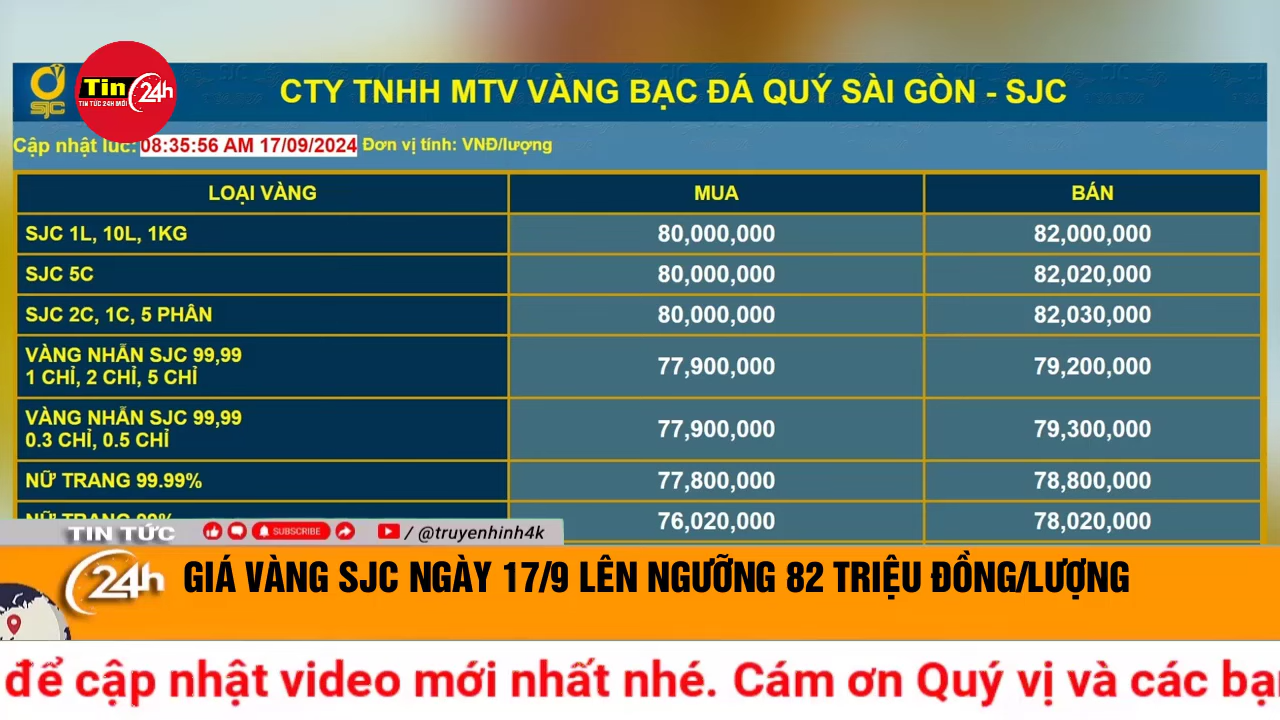 SJC
Tin 24h
TIN TỨC 24H MỚI
CTY TNHH MTV VÀNG BẠC ĐÁ QUÝ SÀI GÒN - SJC
Cập nhật lúc: 08:35:56 AM 17/09/2024 Đơn vị tính: VNĐ/lượng
LOẠI VÀNG MUA BÁN
SJC 1L, 10L, 1KG 80,000,000 82,000,000
SJC 5C 80,000,000 82,020,000
SJC 2C, 1C, 5 PHÂN 80,000,000 82,030,000
VÀNG NHẪN SJC 99,99
1 CHỈ, 2 CHỈ, 5 CHỈ 77,900,000 79,200,000
VÀNG NHẪN SJC 99,99
0.3 CHỈ, 0.5 CHỈ 77,900,000 79,300,000
NỮ TRANG 99.99% 77,800,000 78,800,000
NỮ TRANG 99% 76,020,000 78,020,000
TIN TỨC SUBSCRIBE / @truyenhinh4k
24h GIÁ VÀNG SJC NGÀY 17/9 LÊN NGƯỠNG 82 TRIỆU ĐỒNG/LƯỢNG
để cập nhật video mới nhất nhé. Cám ơn Quý vị và các bạn